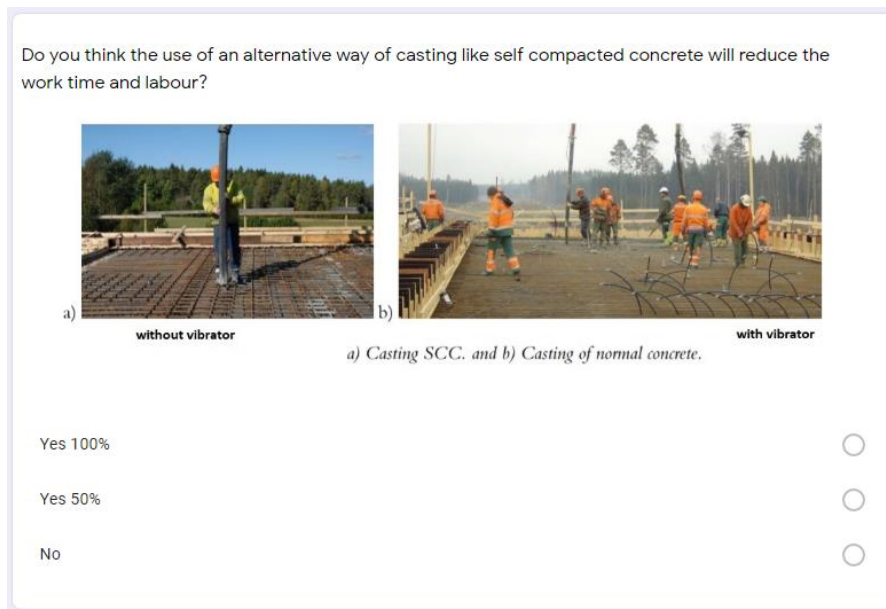 Do you think the use of an alternative way of casting like self compacted concrete will reduce the
work time and labour?
a)
b)
without vibrator
with vibrator
a) Casting SCC. and b) Casting of normal concrete.
Yes 100%
Yes 50%
No